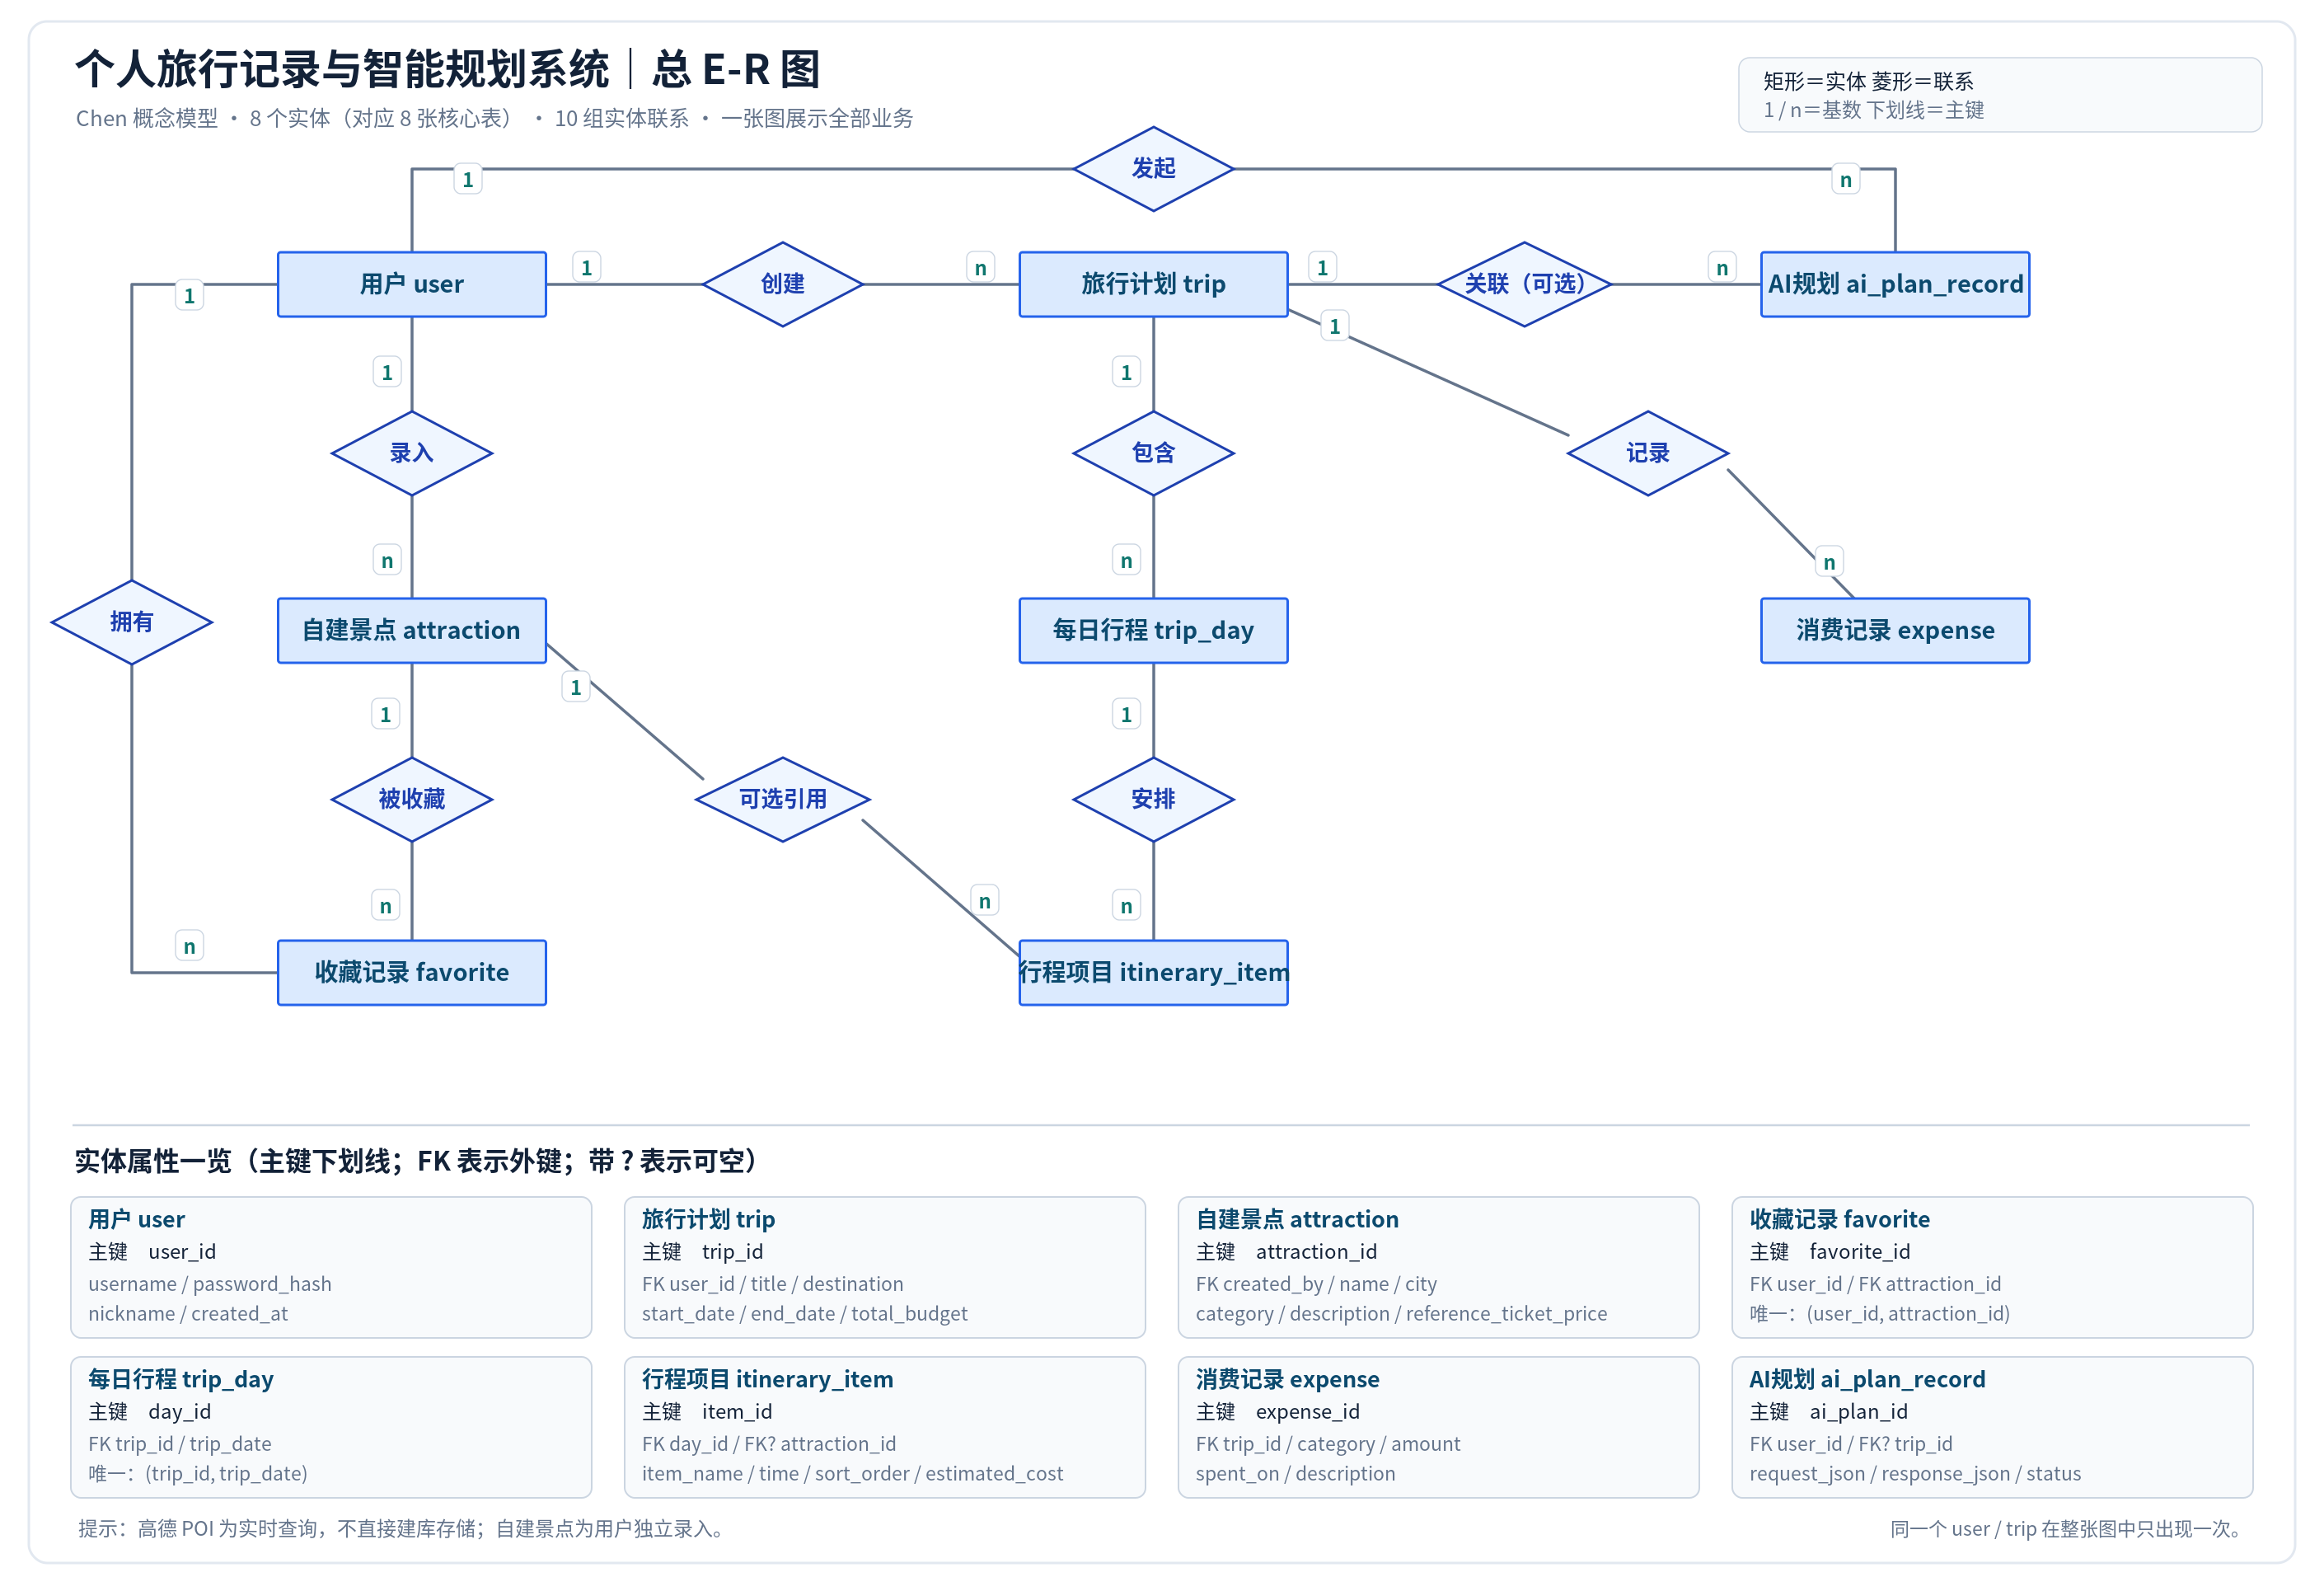 个人旅行记录与智能规划系统｜总 E-R 图
Chen 概念模型 · 8 个实体（对应 8 张核心表） · 10 组实体联系 · 一张图展示全部业务
矩形＝实体 菱形＝联系
1 / n＝基数 下划线＝主键
发起
1
n
用户 user
1
创建
n
旅行计划 trip
1
关联（可选）
n
AI规划 ai_plan_record
1
1
1
1
录入
包含
记录
n
n
n
拥有
自建景点 attraction
每日行程 trip_day
消费记录 expense
1
1
1
被收藏
可选引用
安排
n
n
n
n
收藏记录 favorite
行程项目 itinerary_item
实体属性一览（主键下划线；FK 表示外键；带 ? 表示可空）
用户 user
主键 user_id
username / password_hash
nickname / created_at
旅行计划 trip
主键 trip_id
FK user_id / title / destination
start_date / end_date / total_budget
自建景点 attraction
主键 attraction_id
FK created_by / name / city
category / description / reference_ticket_price
收藏记录 favorite
主键 favorite_id
FK user_id / FK attraction_id
唯一：(user_id, attraction_id)
每日行程 trip_day
主键 day_id
FK trip_id / trip_date
唯一：(trip_id, trip_date)
行程项目 itinerary_item
主键 item_id
FK day_id / FK? attraction_id
item_name / time / sort_order / estimated_cost
消费记录 expense
主键 expense_id
FK trip_id / category / amount
spent_on / description
AI规划 ai_plan_record
主键 ai_plan_id
FK user_id / FK? trip_id
request_json / response_json / status
提示：高德 POI 为实时查询，不直接建库存储；自建景点为用户独立录入。
同一个 user / trip 在整张图中只出现一次。